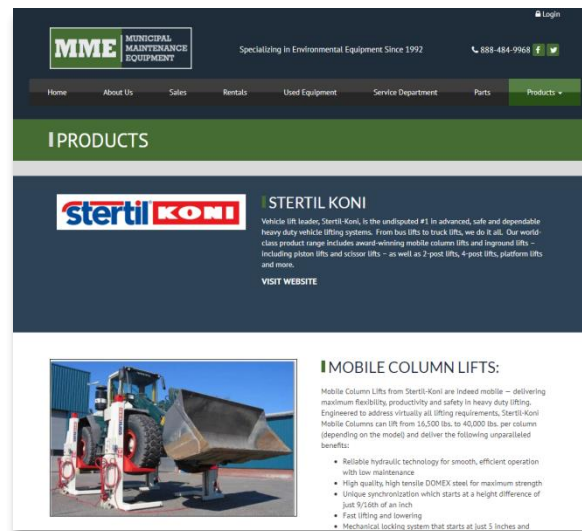 Login
MME MUNICIPAL
MAINTENANCE
EQUIPMENT
Specializing in Environmental Equipment Since 1992
888-484-9968
Home About Us Sales Rentals Used Equipment Service Department Parts Products
PRODUCTS
stertil KONI
STERTIL KONI
Vehicle lift leader, Stertil-Koni, is the undisputed #1 in advanced, safe and dependable
heavy duty vehicle lifting systems. From bus lifts to truck lifts, we do it all. Our world-
class product range includes award-winning mobile column lifts and inground lifts –
including piston lifts and scissor lifts – as well as 2-post lifts, 4-post lifts, platform lifts
and more.
VISIT WEBSITE
MOBILE COLUMN LIFTS:
Mobile Column Lifts from Stertil-Koni are indeed mobile — delivering
maximum flexibility, productivity and safety in heavy duty lifting.
Engineered to address virtually all lifting requirements, Stertil-Koni
Mobile Columns can lift from 16,500 lbs. to 40,000 lbs. per column
(depending on the model) and deliver the following unparalleled
benefits:
• Reliable hydraulic technology for smooth, efficient operation
with low maintenance
• High quality, high tensile DOMEX steel for maximum strength
• Unique synchronization which starts at a height difference of
just 9/16th of an inch
• Fast lifting and lowering
• Mechanical locking system that starts at just 5 inches and